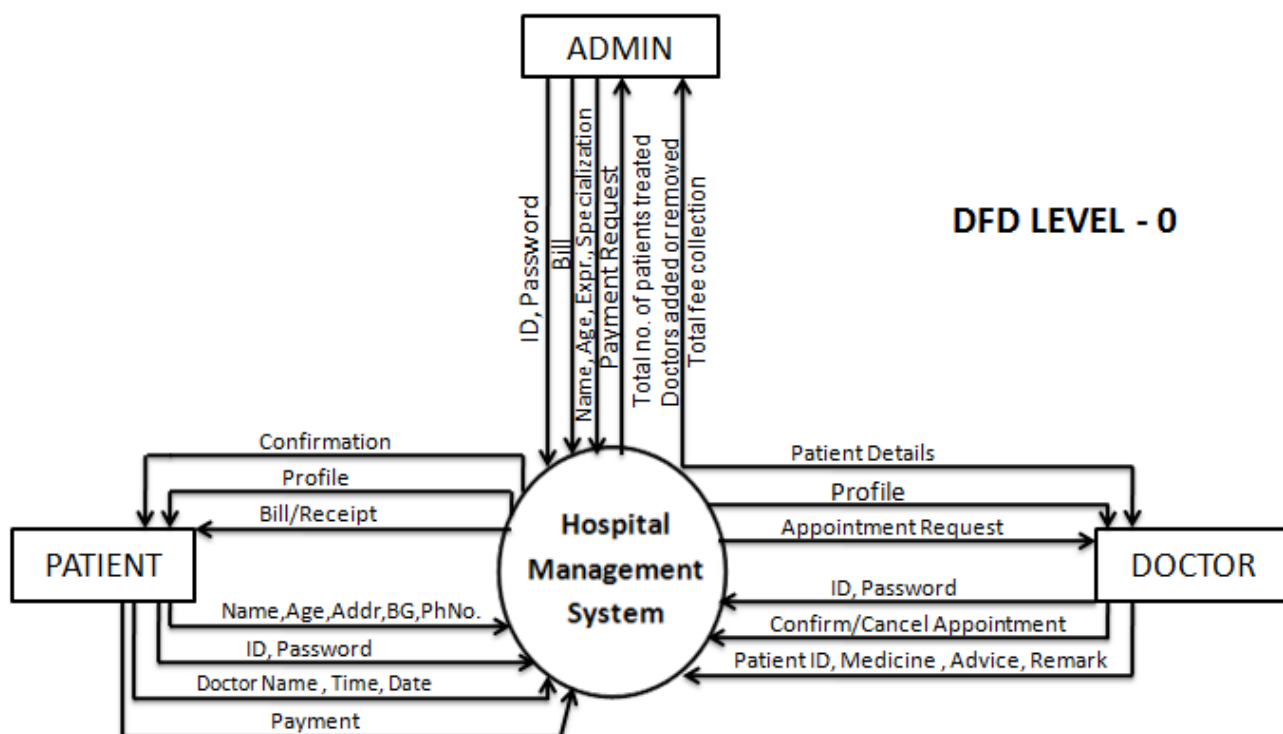 ADMIN
ID, Password
Bill
Name, Age, Expr., Specialization
Payment Request
Total no. of patients treated
Doctors added or removed
Total fee collection
DFD LEVEL - 0
Confirmation
Profile
Bill/Receipt
PATIENT
Name,Age,Addr,BG,PhNo.
ID, Password
Doctor Name , Time, Date
Payment
Hospital
Management
System
Patient Details
Profile
Appointment Request
DOCTOR
ID, Password
Confirm/Cancel Appointment
Patient ID, Medicine , Advice, Remark